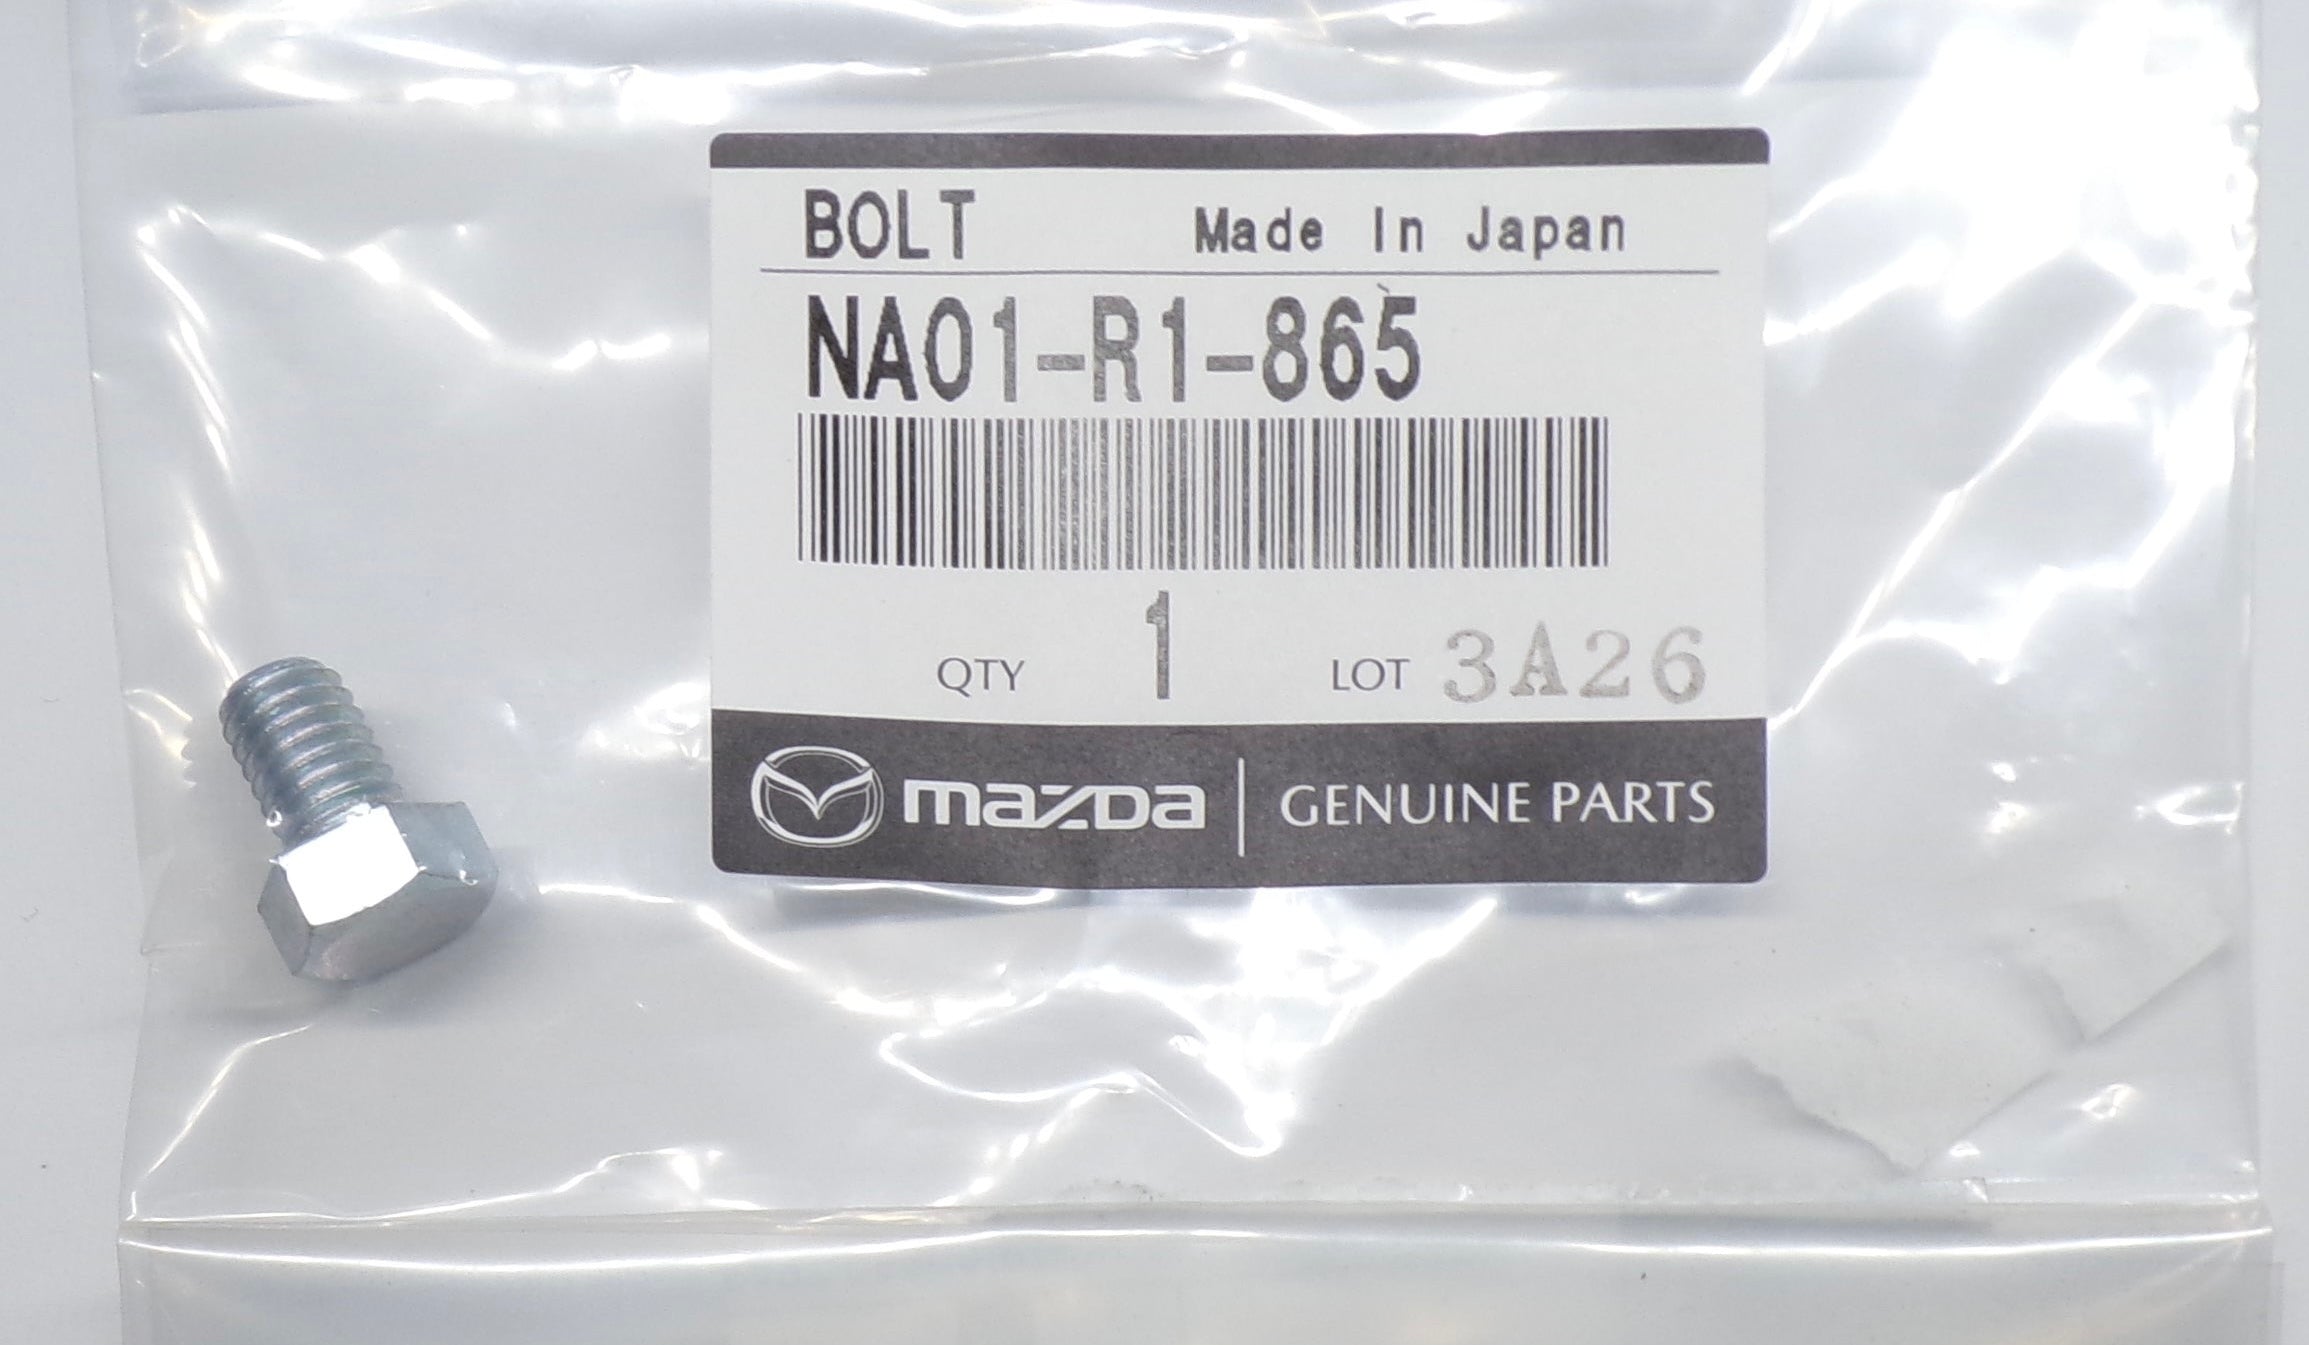 BOLT Made In Japan
NA01-R1-865
QTY 1 LOT 3A26
mazda GENUINE PARTS